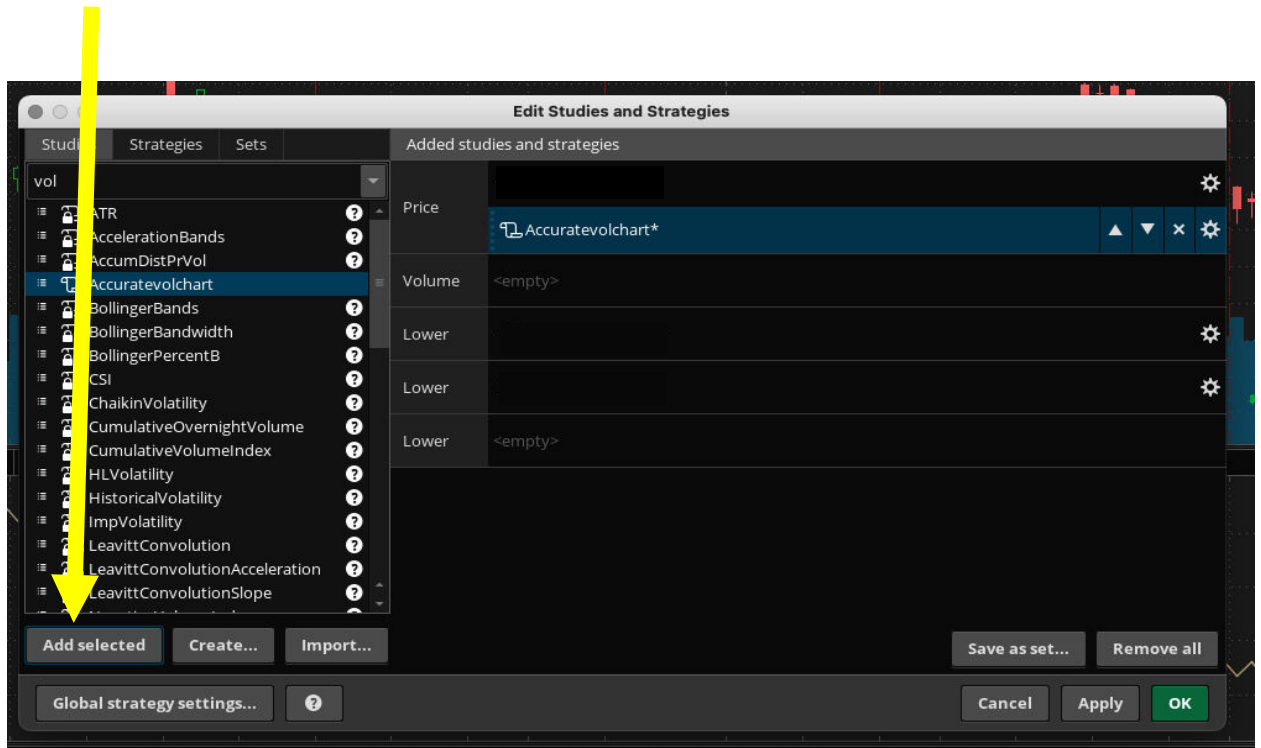 Edit Studies and Strategies
Strategies
Sets
Added studies and strategies
vol
ATR
AccelerationBands
AccumDistPrVol
Accuratevolchart
BollingerBands
BollingerBandwidth
BollingerPercentB
CSI
ChaikinVolatility
CumulativeOvernightVolume
CumulativeVolumeIndex
HLVolatility
HistoricalVolatility
ImpVolatility
LeavittConvolution
LeavittConvolutionAcceleration
LeavittConvolutionSlope
Price
Accuratevolchart*
Volume
<empty>
Lower
Lower
Lower
<empty>
Add selected
Create...
Import...
Save as set...
Remove all
Global strategy settings...
Cancel
Apply
OK